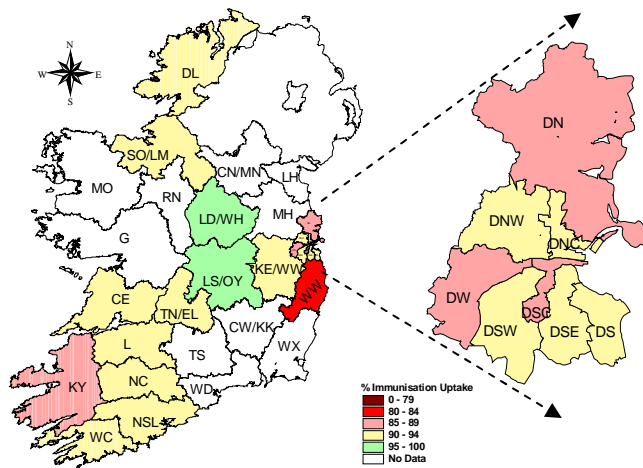 N
W E
S
DL
SO/LM
CN/MN
LH
MO
RN
LD/WH
MH
G
LS/OY
KE/WW
WW
CE
TN/EL
CW/KK
L
TS
WX
KY
NC
WD
NSL
WC
DN
DNW
DNC
DW
DSC
DSW
DSE
DS
% Immunisation Uptake
0 - 79
80 - 84
85 - 89
90 - 94
95 - 100
No Data